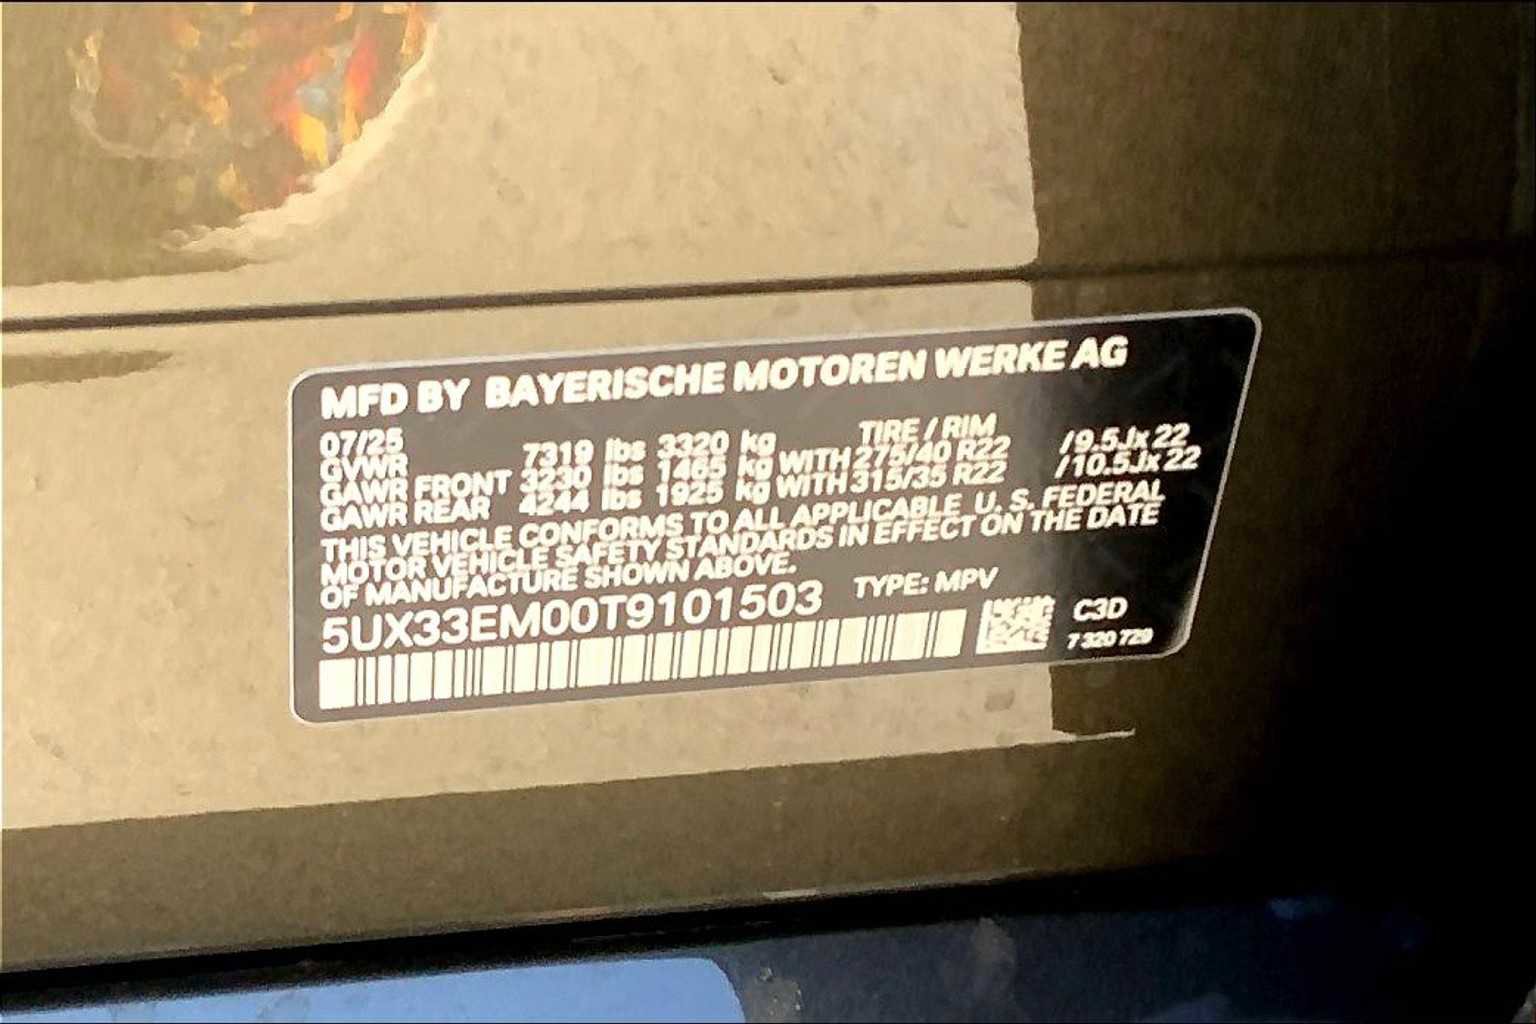 MFD BY BAYERISCHE MOTOREN WERKE AG
07/25 TIRE / RIM
GVWR 7319 lbs 3320 kg
GAWR FRONT 3230 lbs 1465 kg WITH 275/40 R22 /9.5Jx22
GAWR REAR 4244 lbs 1925 kg WITH 315/35 R22 /10.5Jx22
THIS VEHICLE CONFORMS TO ALL APPLICABLE U. S. FEDERAL
MOTOR VEHICLE SAFETY STANDARDS IN EFFECT ON THE DATE
OF MANUFACTURE SHOWN ABOVE.
5UX33EM00T9101503 TYPE: MPV
C3D
7 320 729